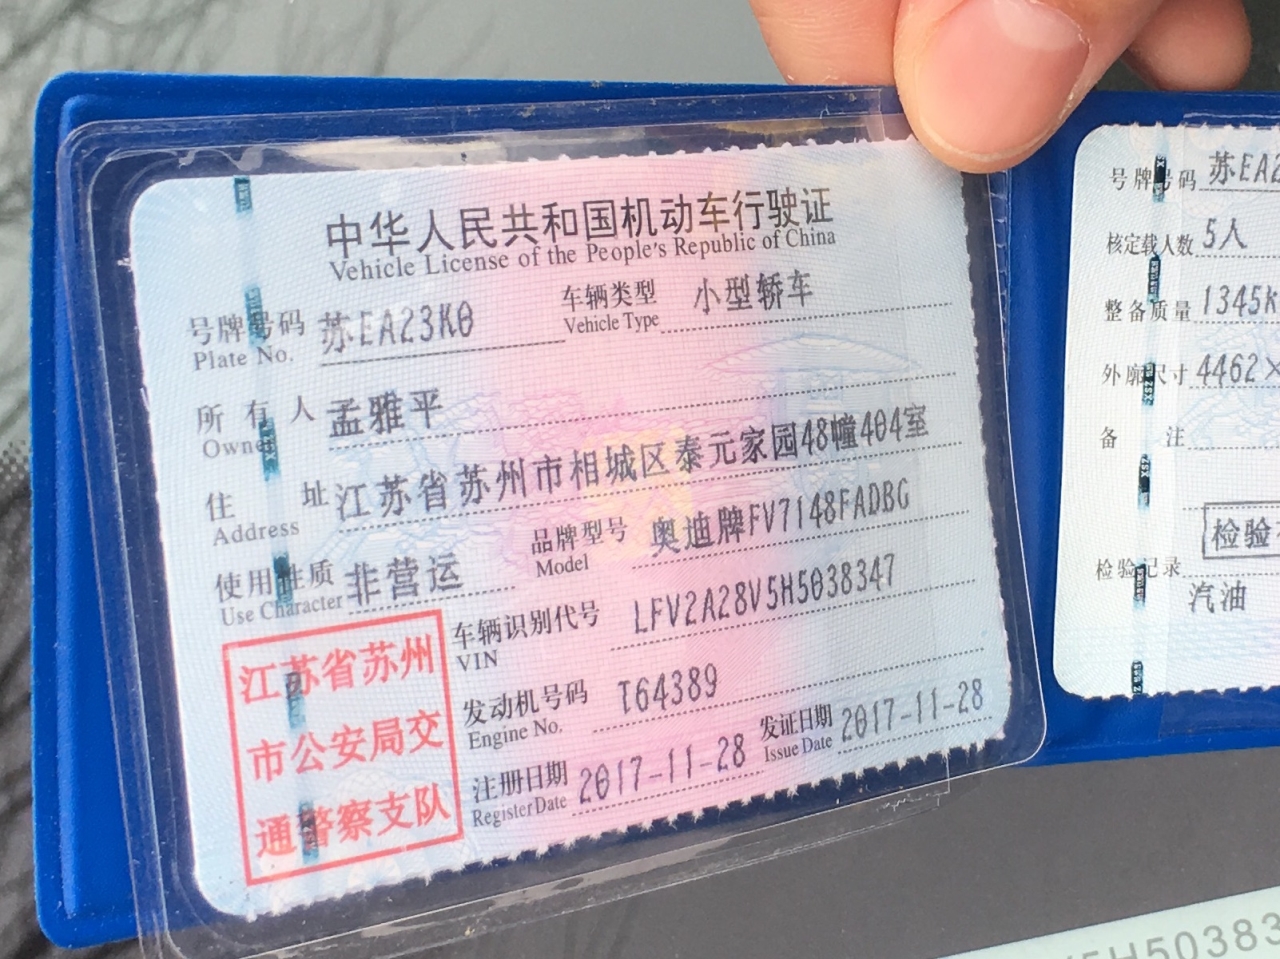 中华人民共和国机动车行驶证
Vehicle License of the People's Republic of China
号牌号码 苏EA23K0 车辆类型 小型轿车
Plate No. Vehicle Type
所有人 孟雅平
Owner
住址 江苏省苏州市相城区泰元家园48幢404室
Address
使用性质 非营运 品牌型号 奥迪牌FV7148FADBG
Use Character Model
车辆识别代号 LFV2A28V5H5038347
VIN
发动机号码 T64389
Engine No.
注册日期 2017-11-28 发证日期 2017-11-28
Register Date Issue Date
江苏省苏州
市公安局交
通警察支队
号牌号码 苏EA2
核定载人数 5人
整备质量 1345K
外廓尺寸 4462×
备注
检验
检验记录
汽油
5H50383